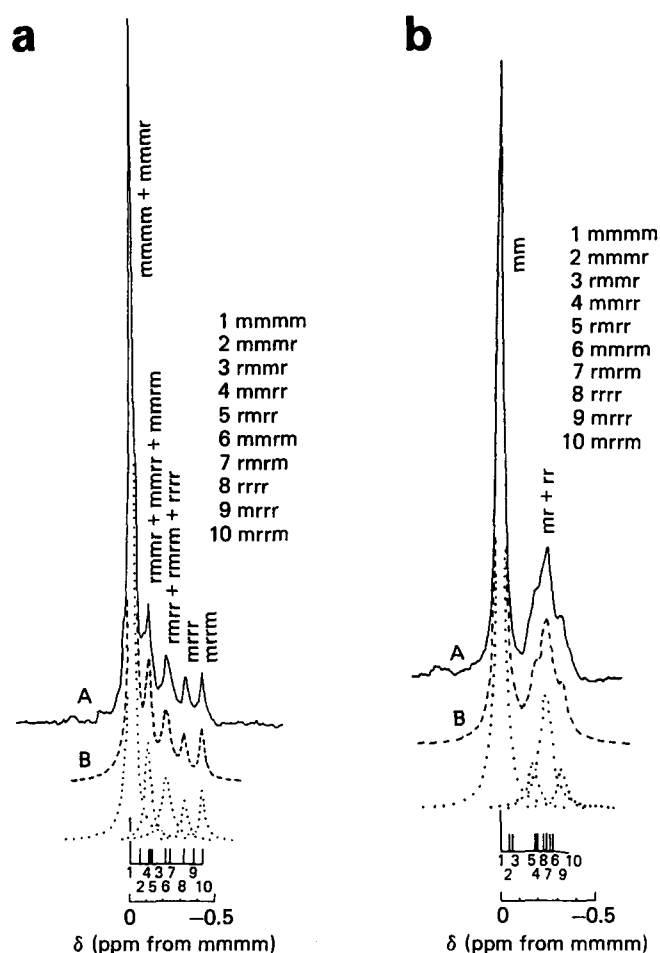 a
mmmm + mmmr
rmmr + mmrr + mmrm
rmrr + rmrm + rrrr
mrrr
mrrm
1 mmmm
2 mmmr
3 rmmr
4 mmrr
5 rmrr
6 mmrm
7 rmrm
8 rrrr
9 mrrr
10 mrrm
A
B
1 4 3 7 9
2 5 6 8 10
0 −0.5
δ (ppm from mmmm)
b
mm
mr + rr
1 mmmm
2 mmmr
3 rmmr
4 mmrr
5 rmrr
6 mmrm
7 rmrm
8 rrrr
9 mrrr
10 mrrm
A
B
1 3 5 8 6 10
2 4 7 9
0 −0.5
δ (ppm from mmmm)